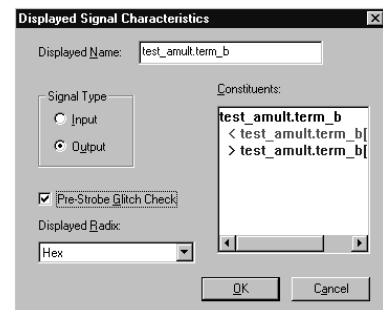 Displayed Signal Characteristics
Displayed Name: test_amult.term_b
Signal Type
Input
Output
Pre-Strobe Glitch Check
Displayed Radix:
Hex
Constituents:
test_amult.term_b
< test_amult.term_b[
> test_amult.term_b[
OK Cancel